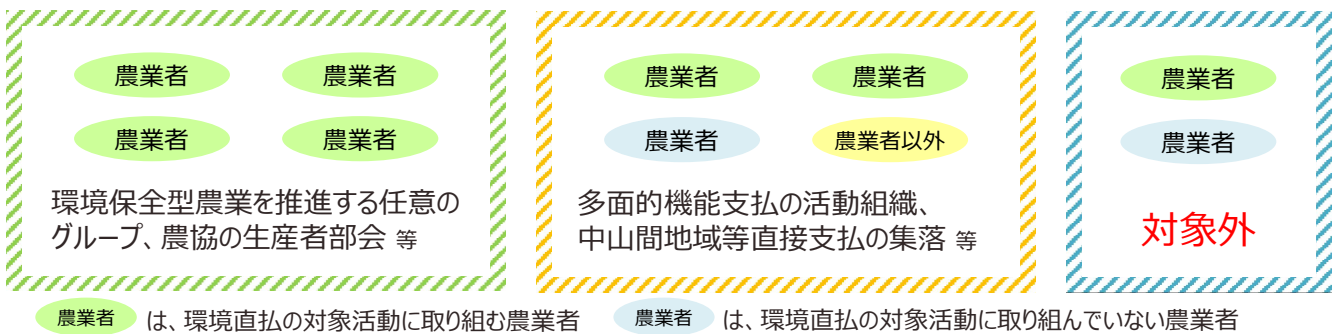 農業者 農業者
農業者 農業者
環境保全型農業を推進する任意の
グループ、農協の生産者部会 等
農業者 農業者
農業者 農業者以外
多面的機能支払の活動組織、
中山間地域等直接支払の集落 等
農業者
農業者
対象外
農業者 は、環境直払の対象活動に取り組む農業者
農業者 は、環境直払の対象活動に取り組んでいない農業者